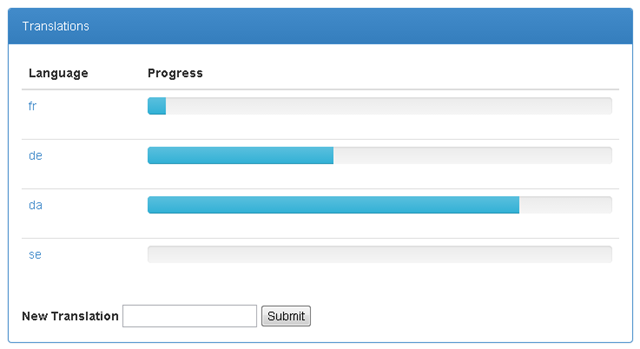 Translations
Language Progress
fr
de
da
se
New Translation Submit